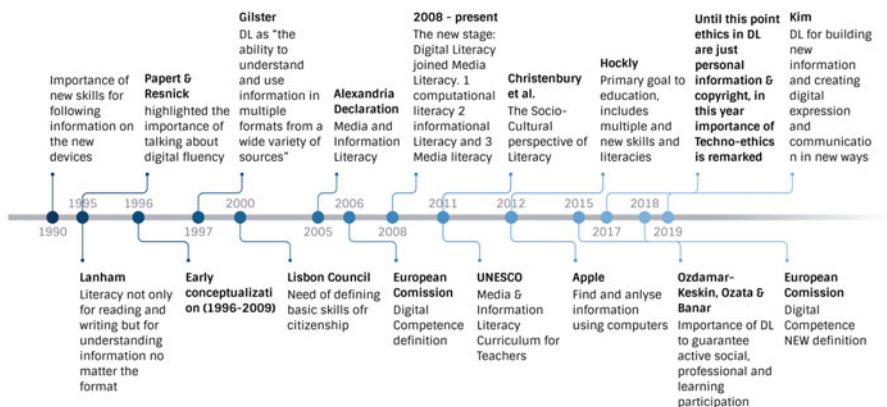 Importance of
new skills for
following
information on
the new
devices
Papert &
Resnick
highlighted the
importance of
talking about
digital fluency
Gilster
DL as “the
ability to
understand
and use
information in
multiple
formats from a
wide variety of
sources”
Alexandria
Declaration
Media and
Information
Literacy
2008 - present
The new stage:
Digital Literacy
joined Media
Literacy. 1
computational
literacy 2
informational
Literacy and 3
Media literacy
Christenbury
et al.
The Socio-
Cultural
perspective of
Literacy
Hockly
Primary goal to
education,
includes
multiple and
new skills and
literacies
Until this point
ethics in DL
are just
personal
information &
copyright, in
this year
importance of
Techno-ethics
is remarked
Kim
DL for building
new
information
and creating
digital
expression
and
communicatio
n in new ways
1990
1995
1996
1997
2000
2005
2006
2008
2011
2012
2015
2017
2018
2019
Lanham
Literacy not only
for reading and
writing but for
understanding
information no
matter the
format
Early
conceptualizati
on (1996-2009)
Lisbon Council
Need of defining
basic skills ofr
citizenship
European
Comission
Digital
Competence
definition
UNESCO
Media &
Information
Literacy
Curriculum for
Teachers
Apple
Find and anlyse
information
using computers
Ozdamar-
Keskin, Ozata &
Banar
Importance of DL
to guarantee
active social,
professional and
learning
participation
European
Comission
Digital
Competence
NEW definition